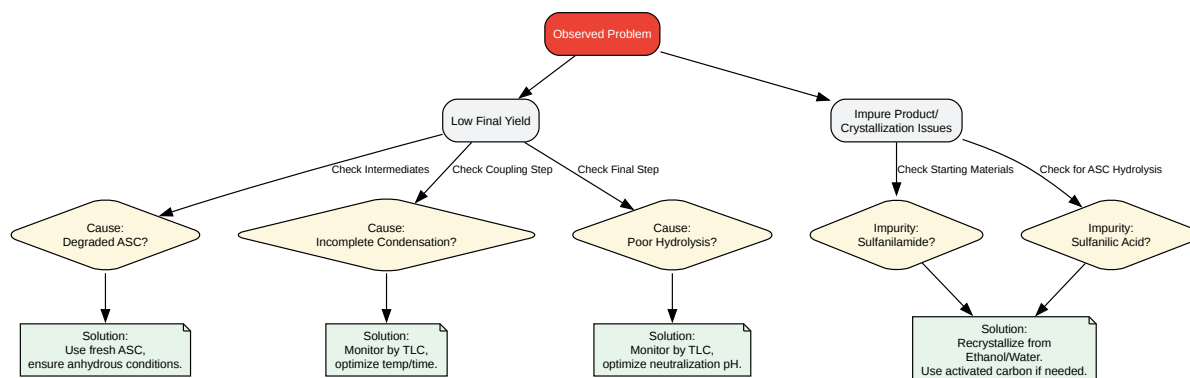 Observed Problem
Low Final Yield
Impure Product/
Crystallization Issues
Check Intermediates
Check Coupling Step
Check Final Step
Check Starting Materials
Check for ASC Hydrolysis
Cause:
Degraded ASC?
Cause:
Incomplete Condensation?
Cause:
Poor Hydrolysis?
Impurity:
Sulfanilamide?
Impurity:
Sulfanilic Acid?
Solution:
Use fresh ASC,
ensure anhydrous conditions.
Solution:
Monitor by TLC,
optimize temp/time.
Solution:
Monitor by TLC,
optimize neutralization pH.
Solution:
Recrystallize from
Ethanol/Water.
Use activated carbon if needed.